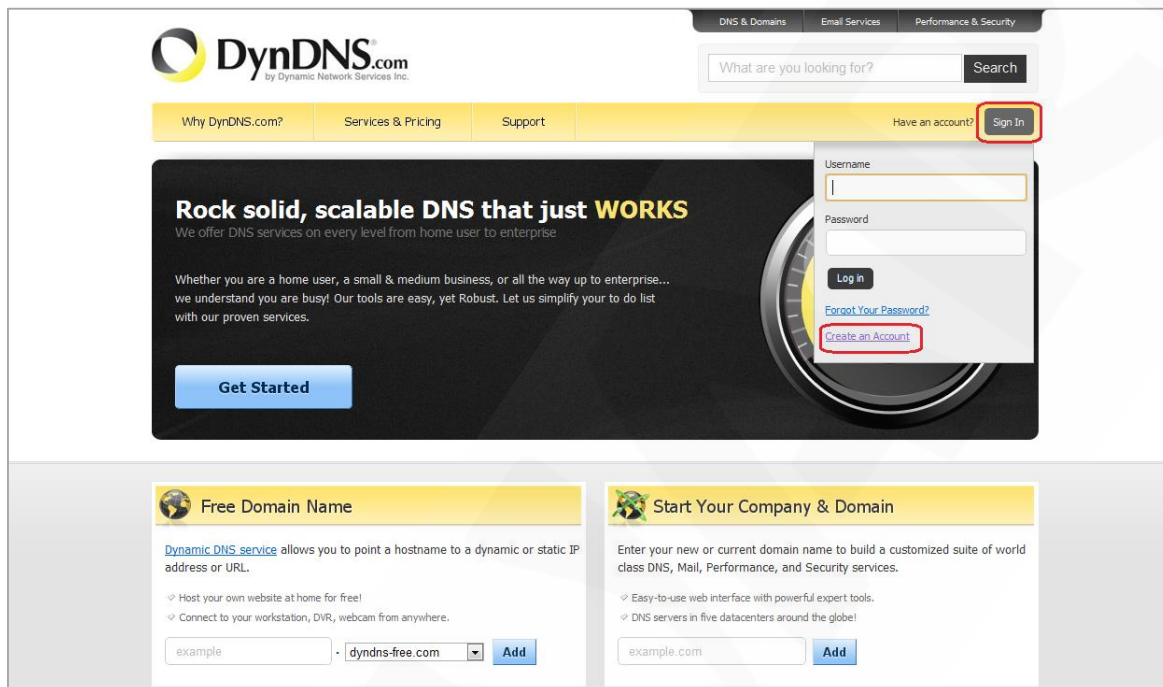 DNS & Domains Email Services Performance & Security
DynDNS.com
by Dynamic Network Services Inc.
What are you looking for? Search
Why DynDNS.com? Services & Pricing Support Have an account? Sign In
Username
Password
Log in
Forgot Your Password?
Create an Account
Rock solid, scalable DNS that just WORKS
We offer DNS services on every level from home user to enterprise
Whether you are a home user, a small & medium business, or all the way up to enterprise...
we understand you are busy! Our tools are easy, yet Robust. Let us simplify your to do list
with our proven services.
Get Started
Free Domain Name
Dynamic DNS service allows you to point a hostname to a dynamic or static IP
address or URL.
Host your own website at home for free!
Connect to your workstation, DVR, webcam from anywhere.
example . dyndns-free.com Add
Start Your Company & Domain
Enter your new or current domain name to build a customized suite of world
class DNS, Mail, Performance, and Security services.
Easy-to-use web interface with powerful expert tools.
DNS servers in five datacenters around the globe!
example.com Add